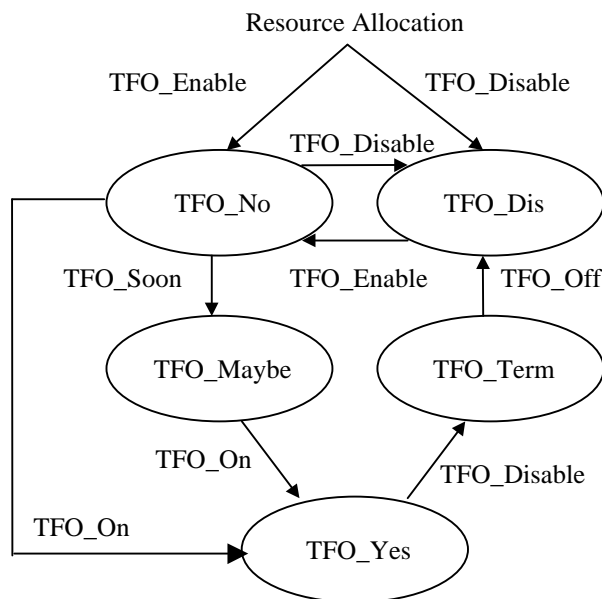 Resource Allocation
TFO_Enable
TFO_Disable
TFO_Disable
TFO_No
TFO_Dis
TFO_Soon
TFO_Enable
TFO_Off
TFO_Maybe
TFO_Term
TFO_On
TFO_Disable
TFO_On
TFO_Yes